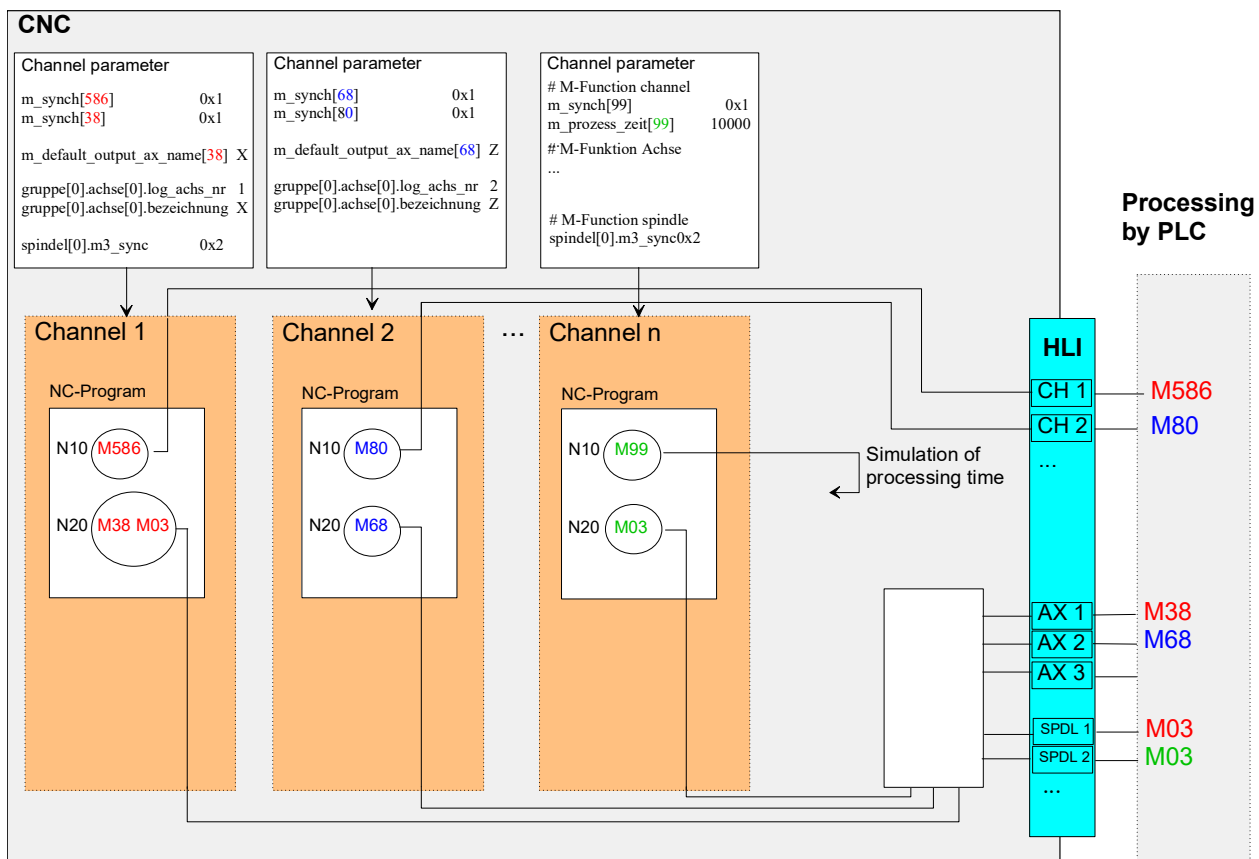 CNC
Channel parameter
m_synch[586] 0x1
m_synch[38] 0x1
m_default_output_ax_name[38] X
gruppe[0].achse[0].log_achs_nr 1
gruppe[0].achse[0].bezeichnung X
spindel[0].m3_sync 0x2
Channel parameter
m_synch[68] 0x1
m_synch[80] 0x1
m_default_output_ax_name[68] Z
gruppe[0].achse[0].log_achs_nr 2
gruppe[0].achse[0].bezeichnung Z
Channel parameter
# M-Function channel
m_synch[99] 0x1
m_prozess_zeit[99] 10000
# M-Funktion Achse
...
# M-Function spindle
spindel[0].m3_sync0x2
Processing
by PLC
Channel 1
NC-Program
N10 M586
N20 M38 M03
Channel 2
NC-Program
N10 M80
N20 M68
...
Channel n
NC-Program
N10 M99
N20 M03
Simulation of
processing time
HLI
CH 1 M586
CH 2 M80
...
AX 1 M38
AX 2 M68
AX 3
SPDL 1 M03
SPDL 2 M03
...